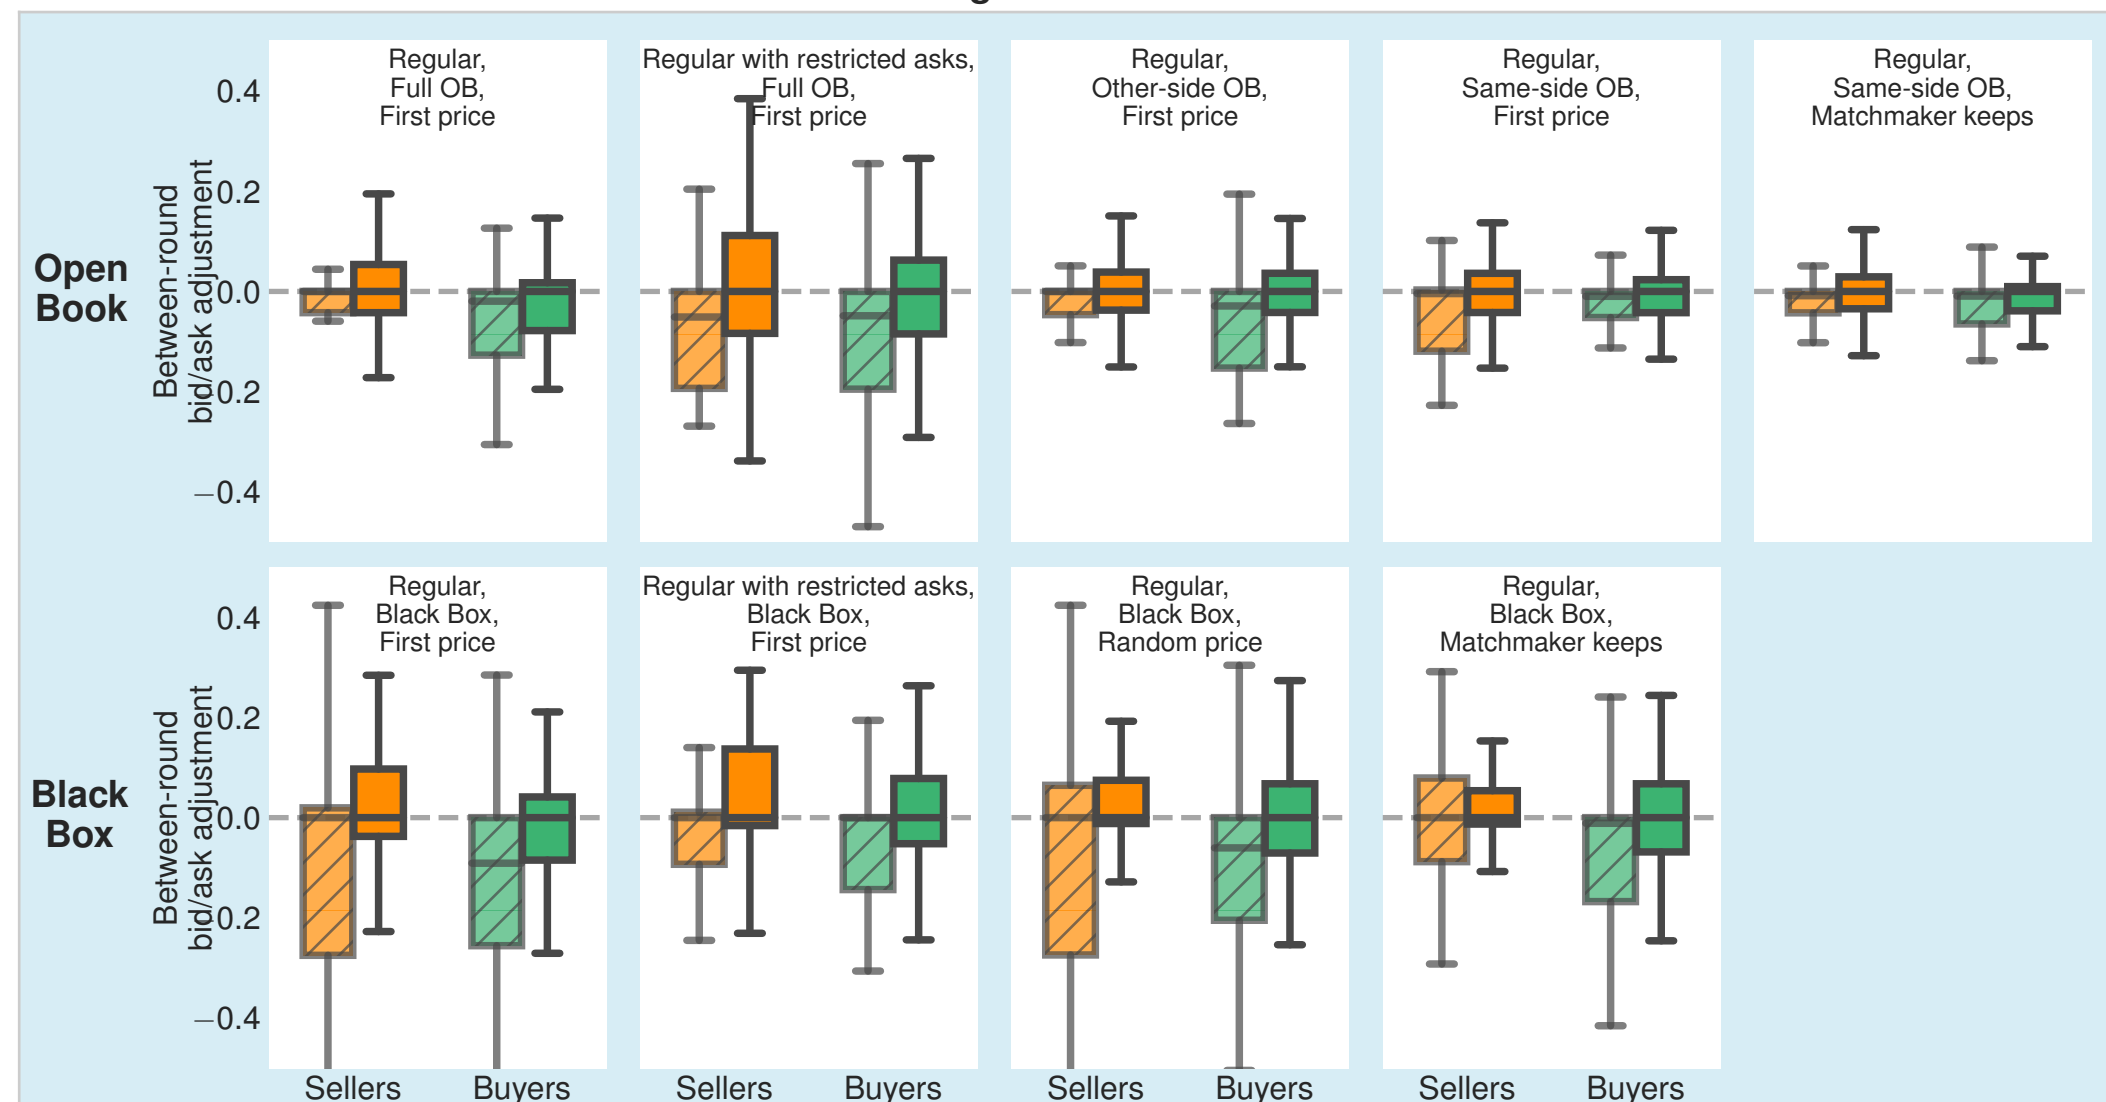 Regular,
Full OB,
First price
Regular with restricted asks,
Full OB,
First price
Regular,
Other-side OB,
First price
Regular,
Same-side OB,
First price
Regular,
Same-side OB,
Matchmaker keeps
Open
Book
Between-round
bid/ask adjustment
0.4
0.2
0.0
0.2
−0.4
Regular,
Black Box,
First price
Regular with restricted asks,
Black Box,
First price
Regular,
Black Box,
Random price
Regular,
Black Box,
Matchmaker keeps
Black
Box
Between-round
bid/ask adjustment
0.4
0.2
0.0
0.2
−0.4
Sellers Buyers Sellers Buyers Sellers Buyers Sellers Buyers